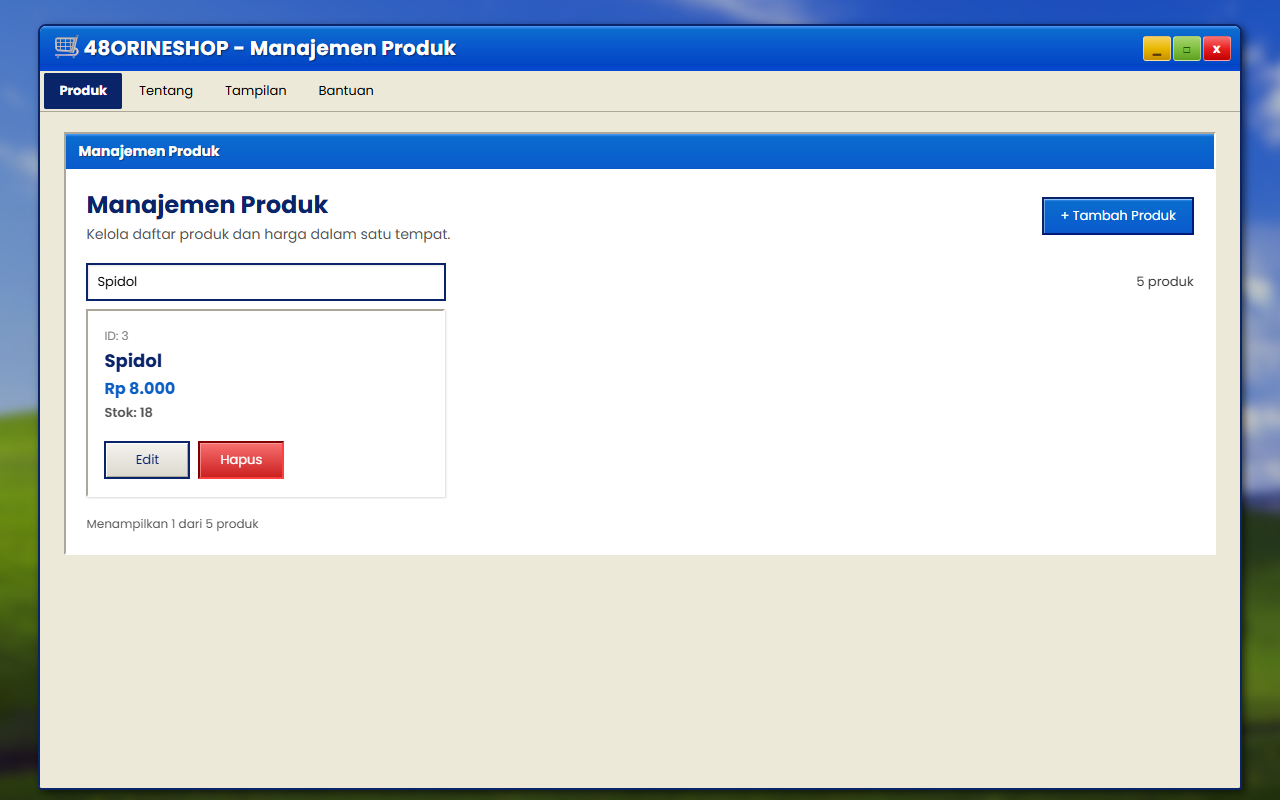 48ORINESHOP - Manajemen Produk
Produk Tentang Tampilan Bantuan
Manajemen Produk
Manajemen Produk
+ Tambah Produk
Kelola daftar produk dan harga dalam satu tempat.
Spidol
5 produk
ID: 3
Spidol
Rp 8.000
Stok: 18
Edit Hapus
Menampilkan 1 dari 5 produk